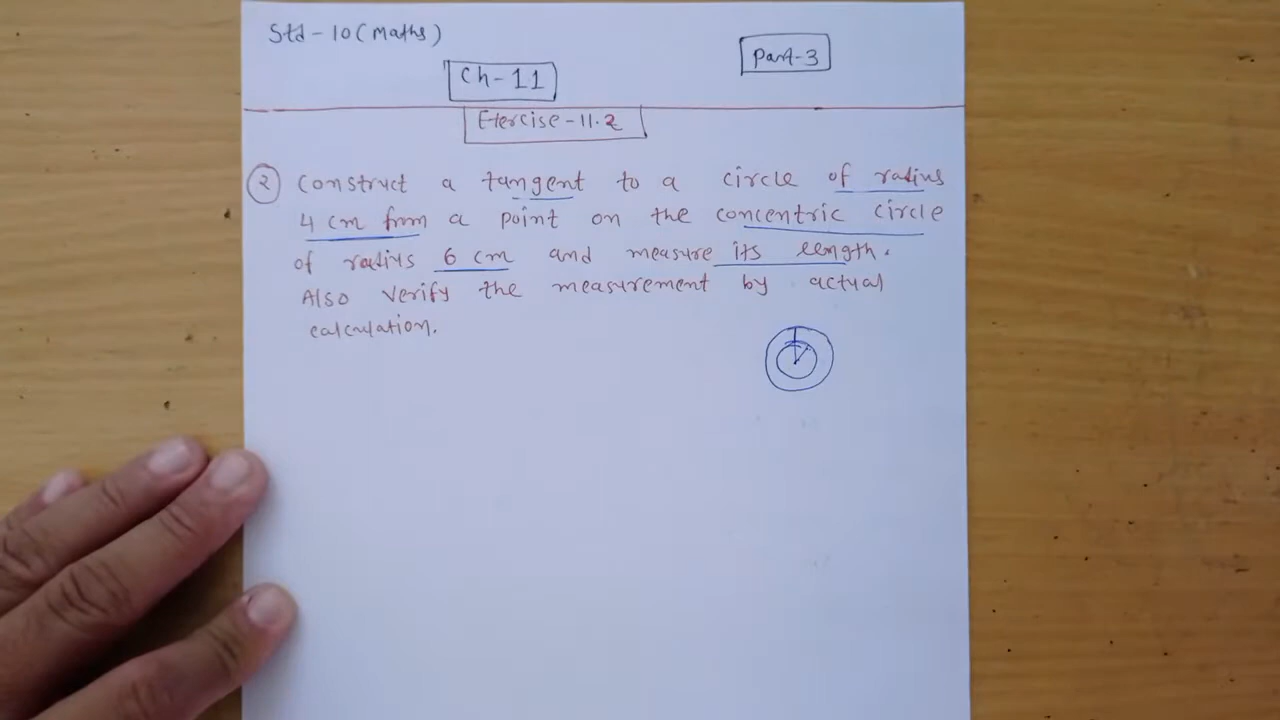 Std-10 (Maths)
Part-3
Ch-11
Exercise-11.2
2 Construct a tangent to a circle of radius
4 cm from a point on the concentric circle
of radius 6 cm and measure its length.
Also verify the measurement by actual
calculation.